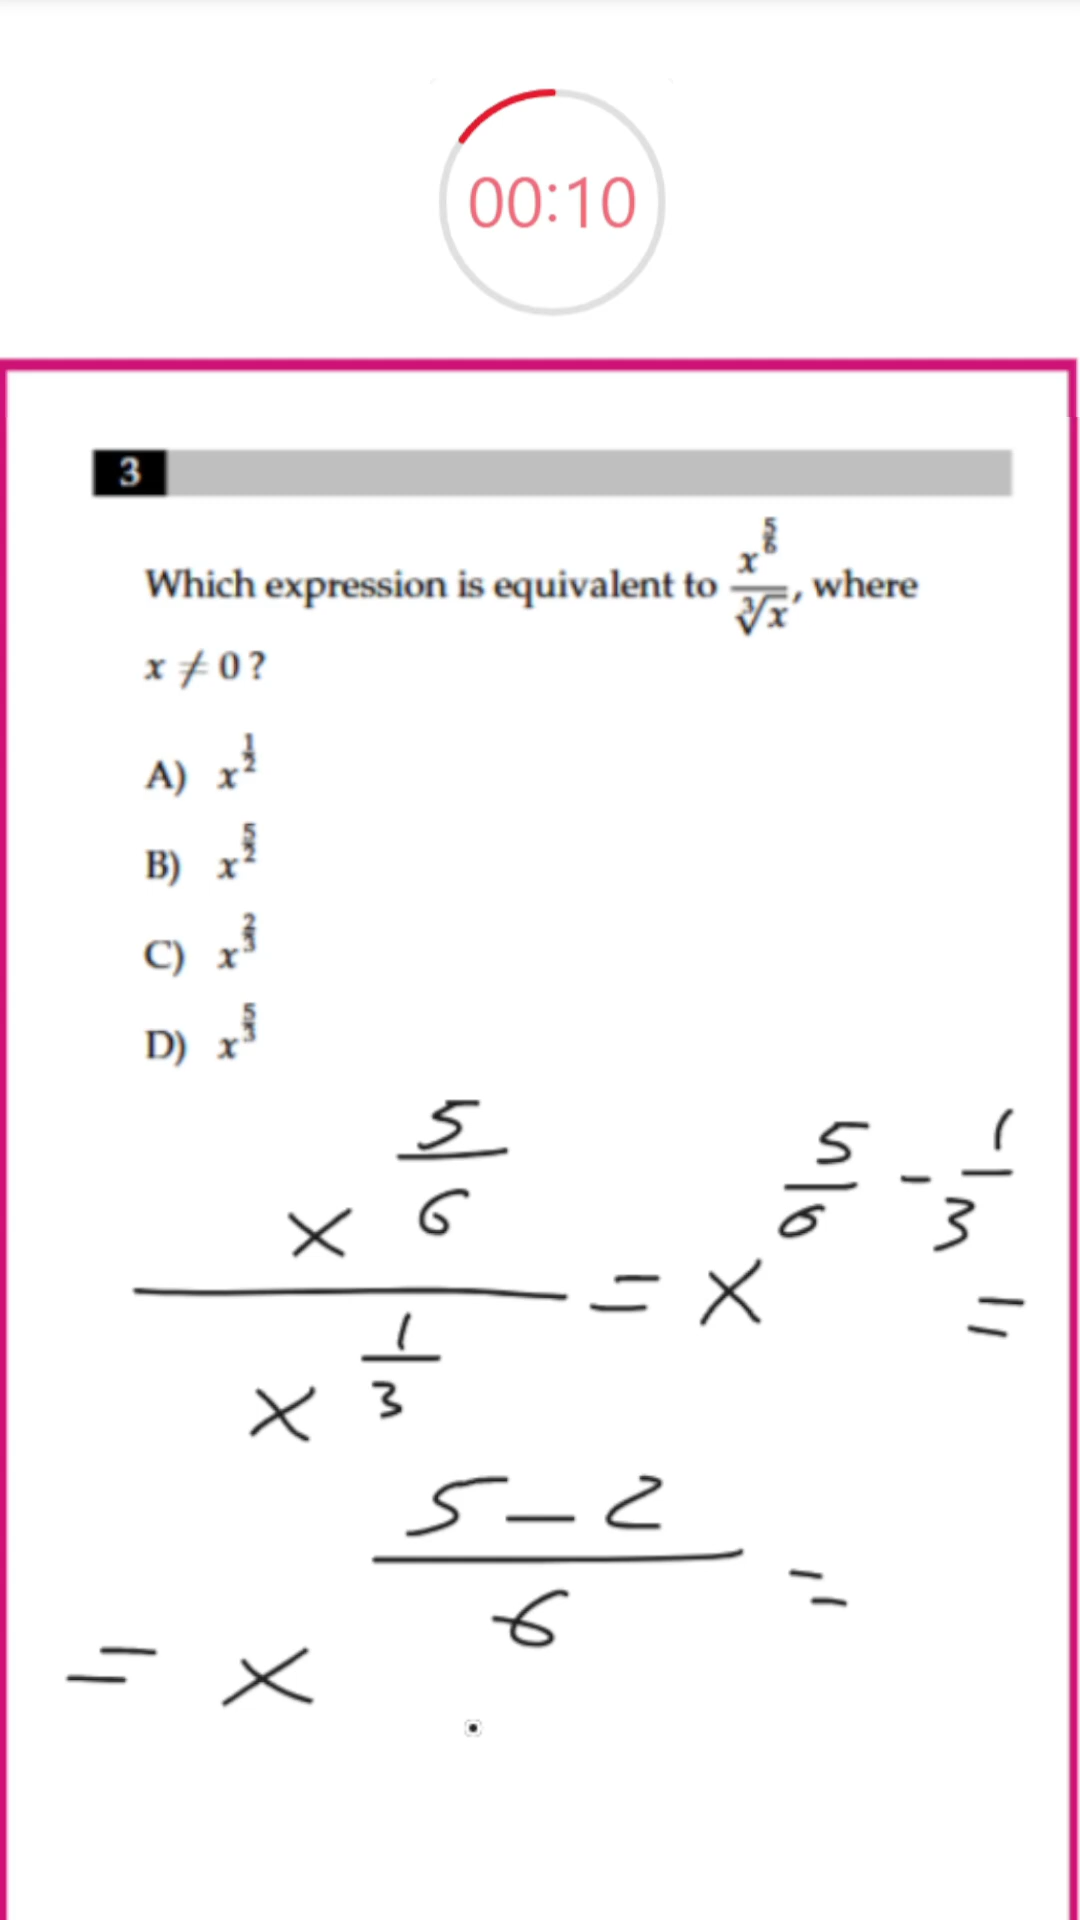 00:10
3
Which expression is equivalent to x^(5/6) / ∛x, where
x ≠ 0 ?
A) x^(1/2)
B) x^(5/2)
C) x^(2/3)
D) x^(5/3)
x^(5/6) / x^(1/3) = x^(5/6 - 1/3) =
= x^((5-2)/6) =